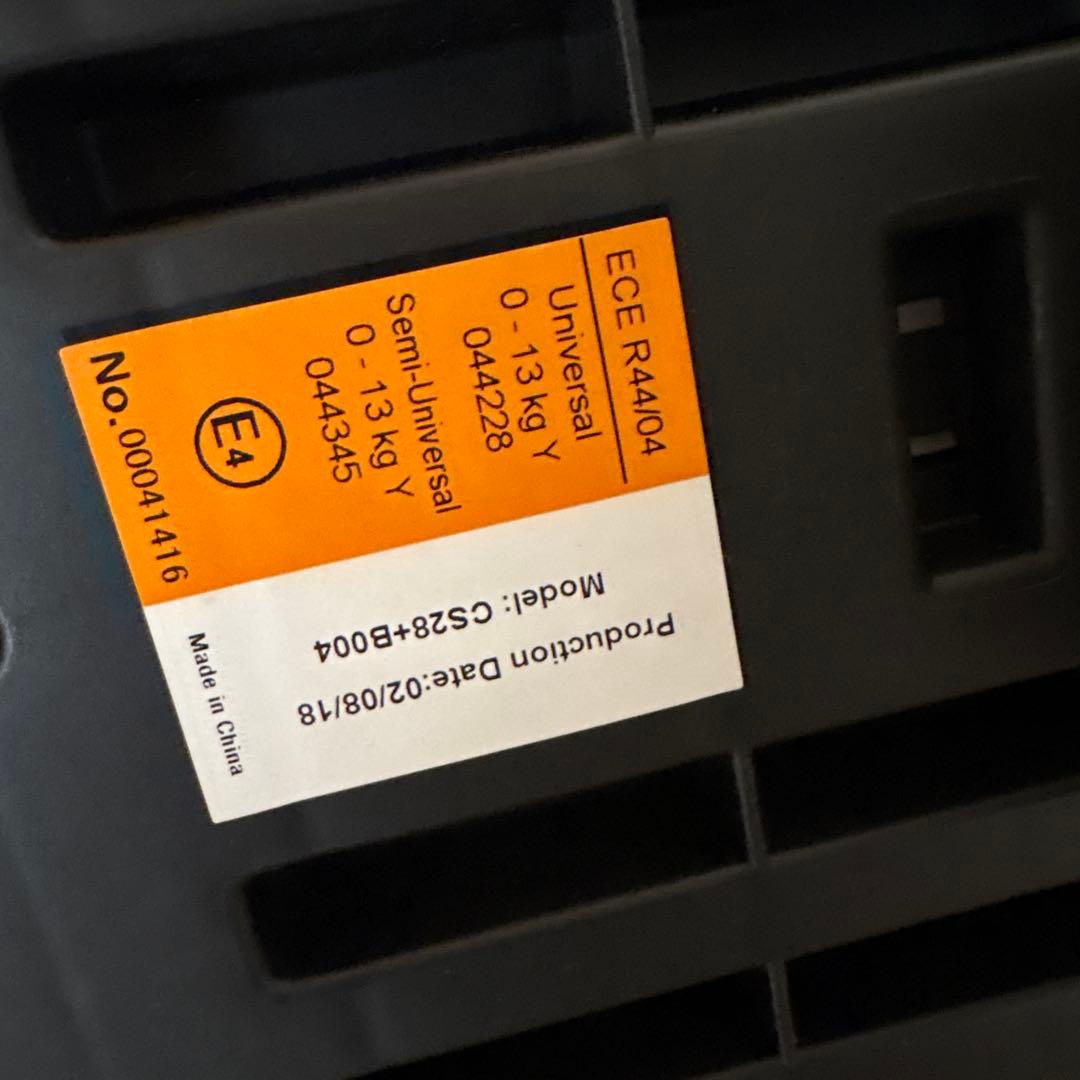 ECE R44/04
Universal
0 - 13 kg Y
044228
Semi-Universal
0 - 13 kg Y
044345
E4
No. 00041416
Model: CS28+B004
Production Date:02/08/18
Made in China